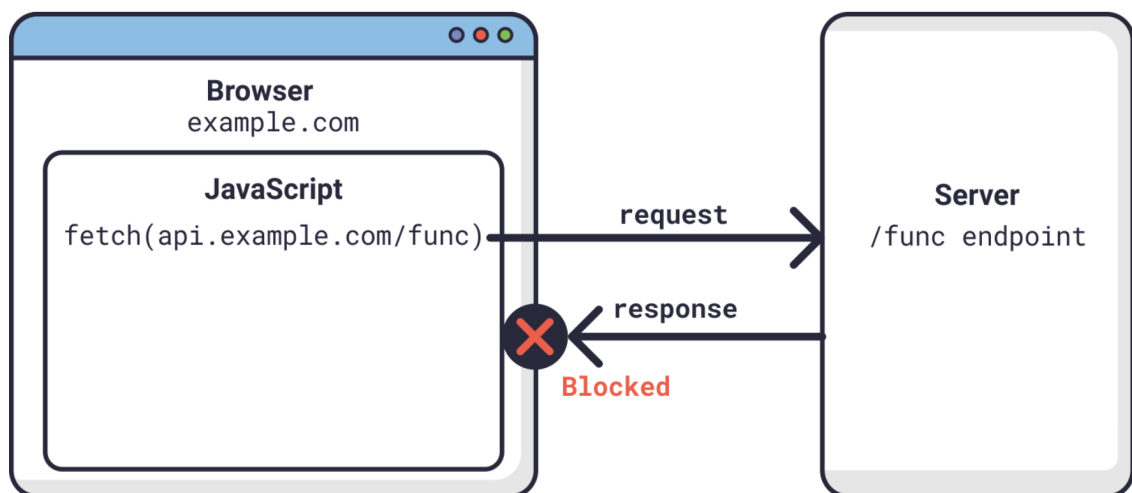 Browser
example.com
JavaScript
fetch(api.example.com/func)
request
response
Blocked
Server
/func endpoint